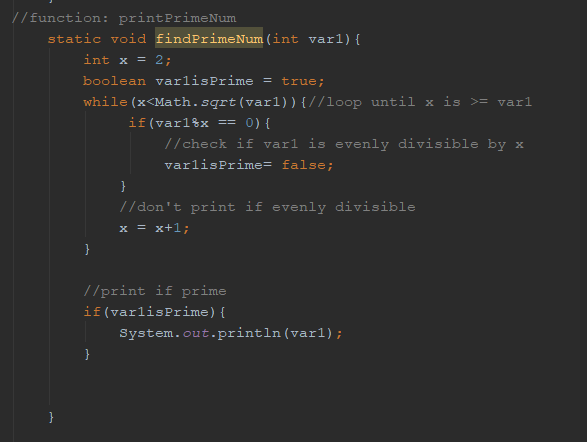 }
//function: printPrimeNum
static void findPrimeNum(int var1){
int x = 2;
boolean var1isPrime = true;
while(x<Math.sqrt(var1)){//loop until x is >= var1
if(var1%x == 0){
//check if var1 is evenly divisible by x
var1isPrime= false;
}
//don't print if evenly divisible
x = x+1;
}
//print if prime
if(var1isPrime){
System.out.println(var1);
}
}